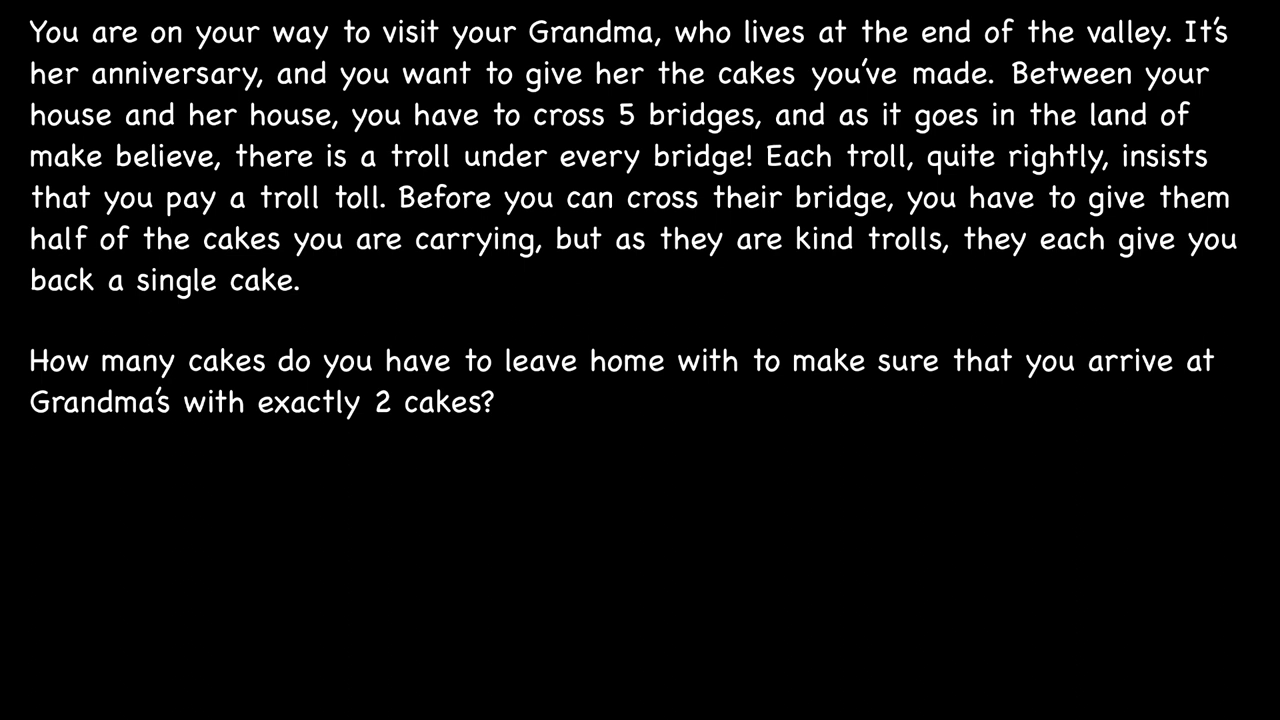 You are on your way to visit your Grandma, who lives at the end of the valley. It's
her anniversary, and you want to give her the cakes you've made. Between your
house and her house, you have to cross 5 bridges, and as it goes in the land of
make believe, there is a troll under every bridge! Each troll, quite rightly, insists
that you pay a troll toll. Before you can cross their bridge, you have to give them
half of the cakes you are carrying, but as they are kind trolls, they each give you
back a single cake.
How many cakes do you have to leave home with to make sure that you arrive at
Grandma's with exactly 2 cakes?